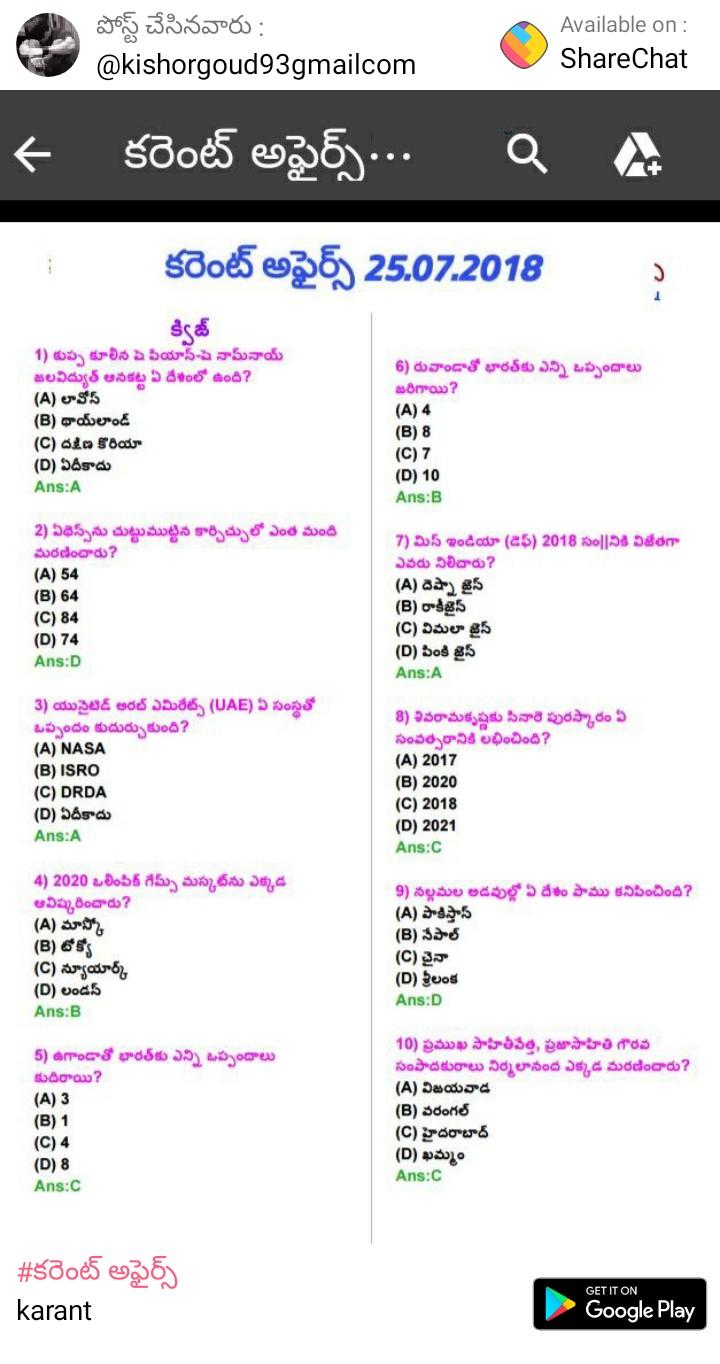 పోస్ట్ చేసినవారు :
@kishorgoud93gmailcom
Available on :
ShareChat
కరెంట్ అఫైర్స్...
కరెంట్ అఫైర్స్ 25.07.2018
క్విజ్
1) కుప్ప కూలిన పె పియాన్-పె నామ్‌నాయ్
జలవిద్యుత్ ఆనకట్ట ఏ దేశంలో ఉంది?
(A) లావోస్
(B) థాయ్‌లాండ్
(C) దక్షిణ కొరియా
(D) ఏదీకాదు
Ans:A
2) ఏథెన్స్‌ను చుట్టుముట్టిన కార్చిచ్చులో ఎంత మంది
మరణించారు?
(A) 54
(B) 64
(C) 84
(D) 74
Ans:D
3) యునైటెడ్ అరబ్ ఎమిరేట్స్ (UAE) ఏ సంస్థతో
ఒప్పందం కుదుర్చుకుంది?
(A) NASA
(B) ISRO
(C) DRDA
(D) ఏదీకాదు
Ans:A
4) 2020 ఒలింపిక్ గేమ్స్ మస్కట్‌ను ఎక్కడ
ఆవిష్కరించారు?
(A) మాస్కో
(B) టోక్యో
(C) న్యూయార్క్
(D) లండన్
Ans:B
5) ఉగాండాతో భారత్‌కు ఎన్ని ఒప్పందాలు
కుదిరాయి?
(A) 3
(B) 1
(C) 4
(D) 8
Ans:C
6) రువాండాతో భారత్‌కు ఎన్ని ఒప్పందాలు
జరిగాయి?
(A) 4
(B) 8
(C) 7
(D) 10
Ans:B
7) మిస్ ఇండియా (డెఫ్) 2018 సం||నికి విజేతగా
ఎవరు నిలిచారు?
(A) దెష్నా జైన్
(B) రాకీజైన్
(C) విమలా జైన్
(D) పింకి జైన్
Ans:A
8) శివరామకృష్ణకు సినారె పురస్కారం ఏ
సంవత్సరానికి లభించింది?
(A) 2017
(B) 2020
(C) 2018
(D) 2021
Ans:C
9) నల్లమల అడవుల్లో ఏ దేశం పాము కనిపించింది?
(A) పాకిస్తాన్
(B) నేపాల్
(C) చైనా
(D) శ్రీలంక
Ans:D
10) ప్రముఖ సాహితీవేత్త, ప్రజాసాహితి గౌరవ
సంపాదకురాలు నిర్మలానంద ఎక్కడ మరణించారు?
(A) విజయవాడ
(B) వరంగల్
(C) హైదరాబాద్
(D) ఖమ్మం
Ans:C
#కరెంట్ అఫైర్స్
karant
GET IT ON
Google Play